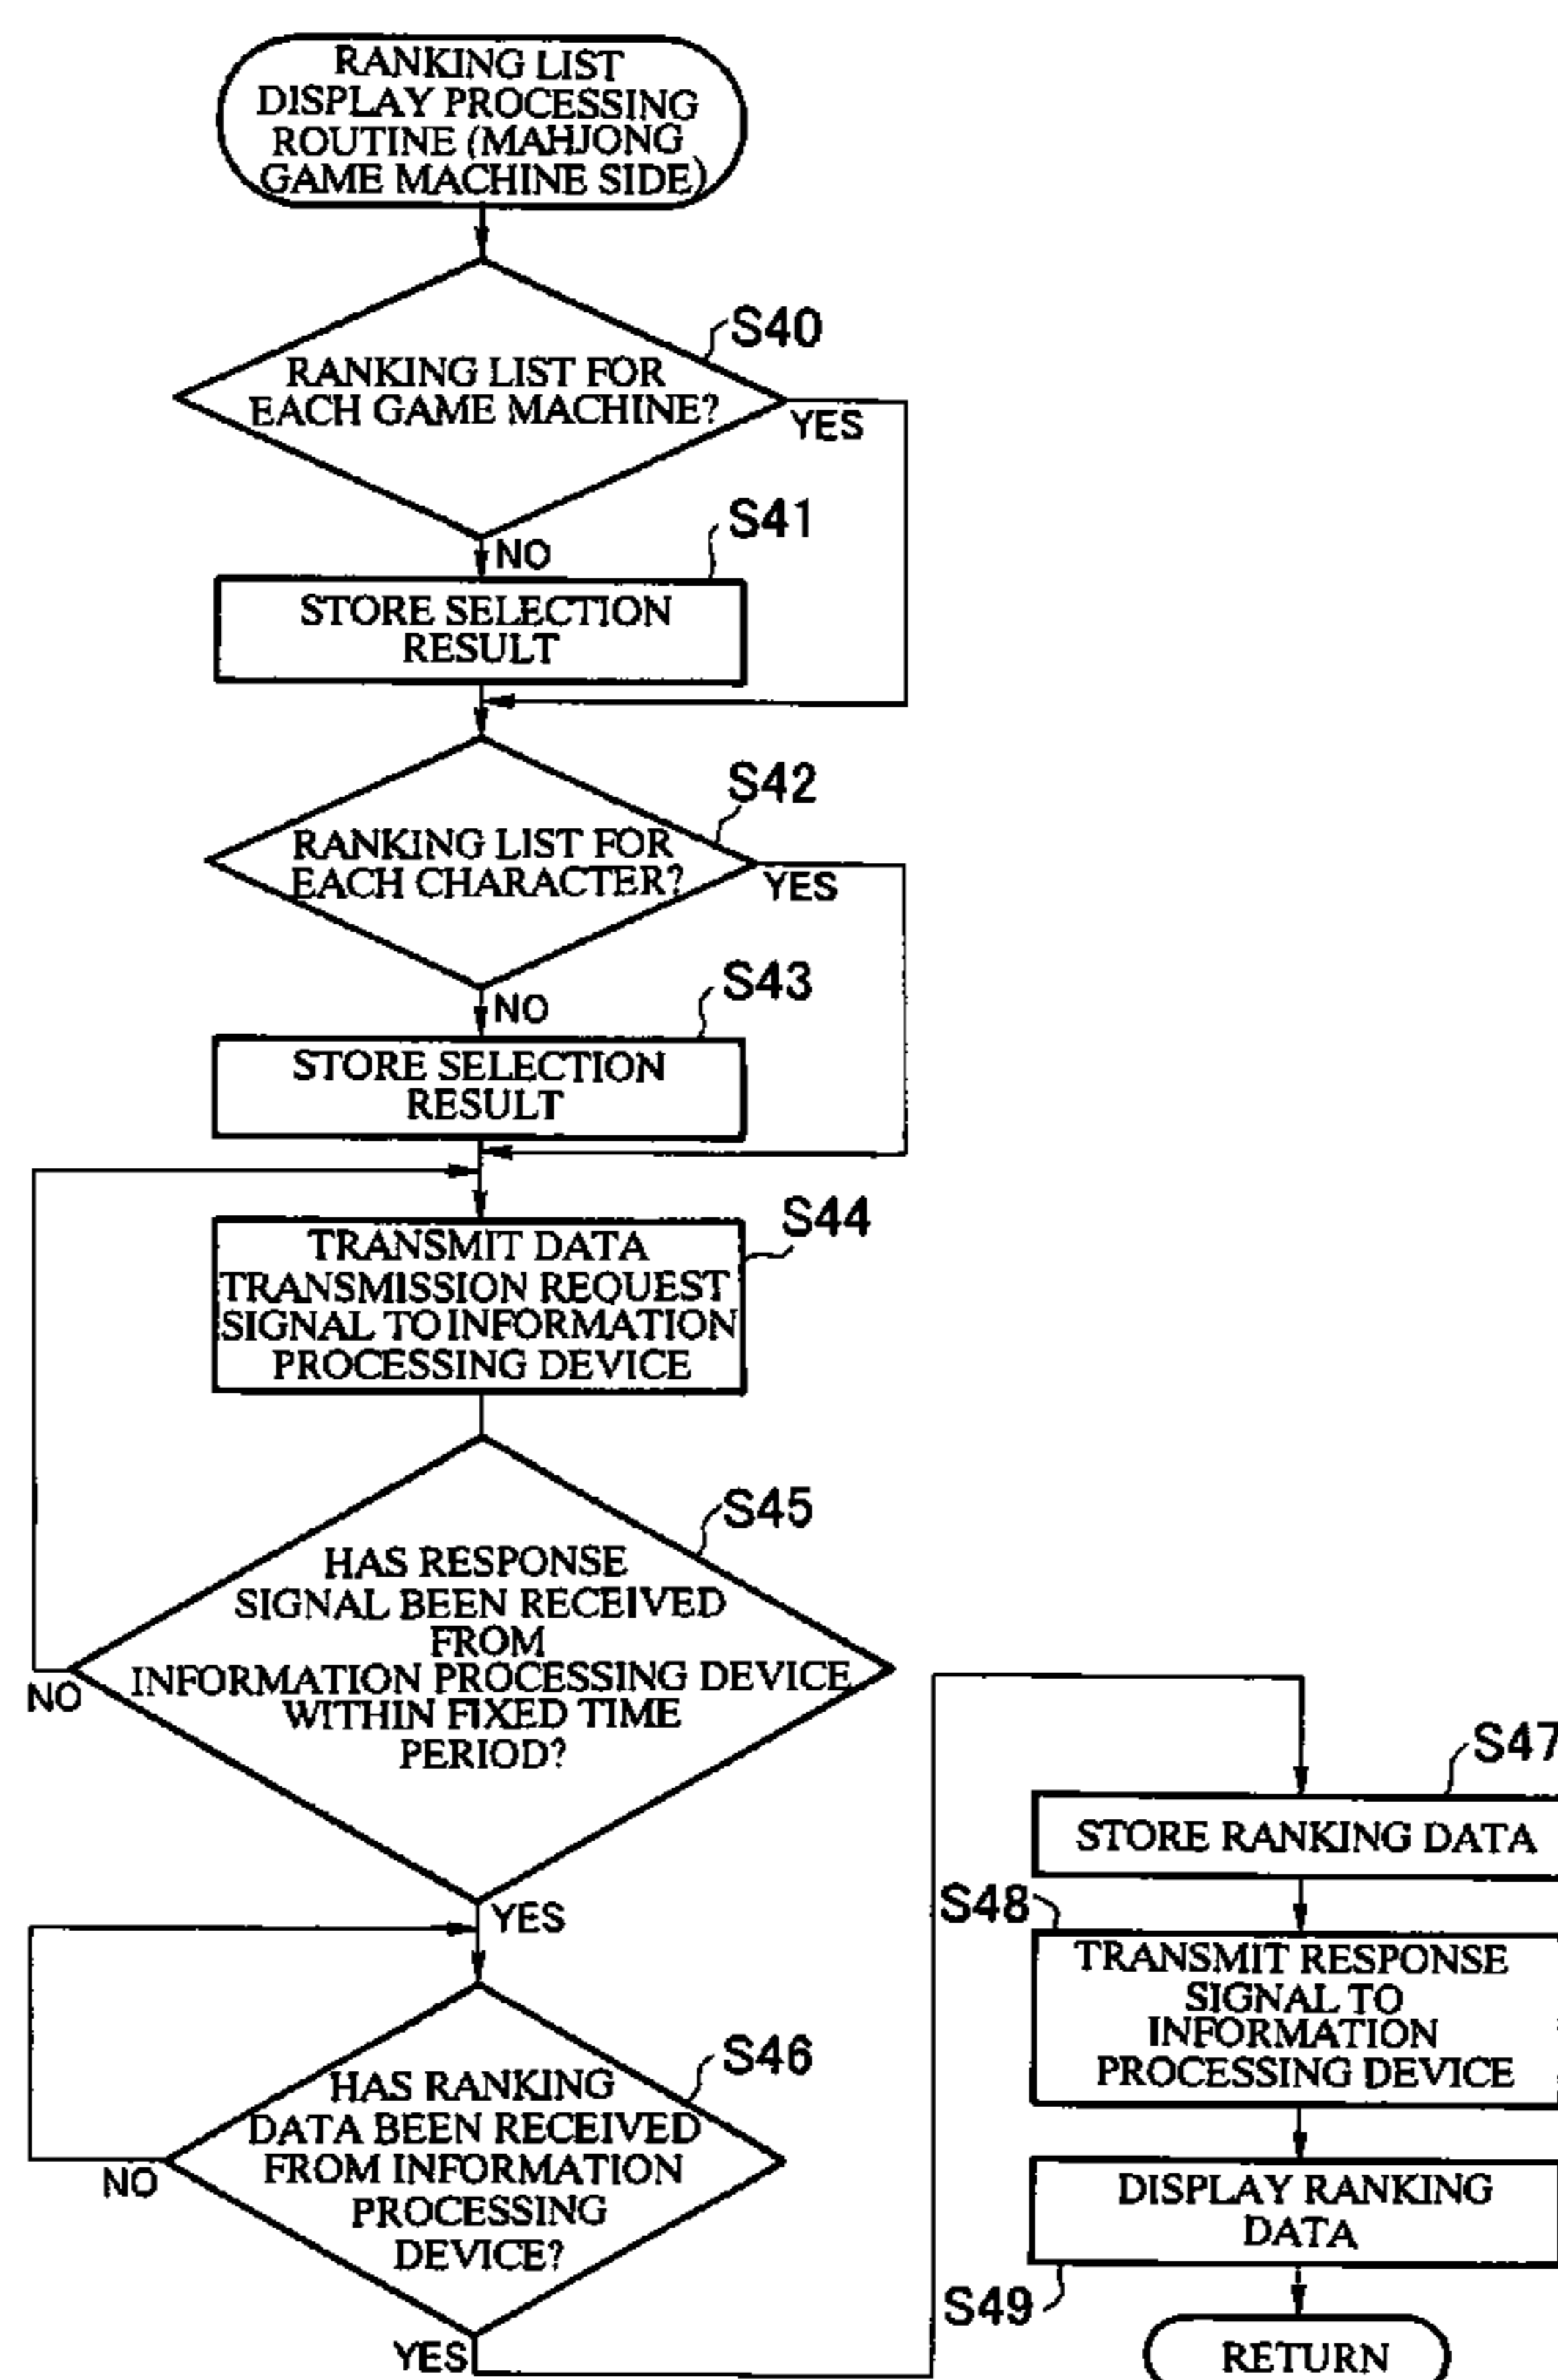 RANKING LIST
DISPLAY PROCESSING
ROUTINE (MAHJONG
GAME MACHINE SIDE)
S40
RANKING LIST FOR
EACH GAME MACHINE?
YES
NO
S41
STORE SELECTION
RESULT
S42
RANKING LIST FOR
EACH CHARACTER?
YES
NO
S43
STORE SELECTION
RESULT
S44
TRANSMIT DATA
TRANSMISSION REQUEST
SIGNAL TO INFORMATION
PROCESSING DEVICE
S45
HAS RESPONSE
SIGNAL BEEN RECEIVED
FROM
INFORMATION PROCESSING DEVICE
WITHIN FIXED TIME
PERIOD?
NO
YES
S46
HAS RANKING
DATA BEEN RECEIVED
FROM INFORMATION
PROCESSING
DEVICE?
NO
YES
S47
STORE RANKING DATA
S48
TRANSMIT RESPONSE
SIGNAL TO
INFORMATION
PROCESSING DEVICE
DISPLAY RANKING
DATA
S49
RETURN